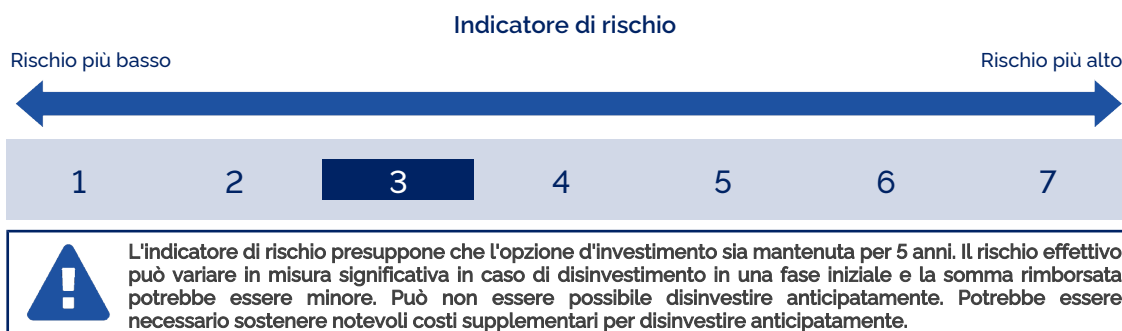 Indicatore di rischio
Rischio più basso Rischio più alto
1 2 3 4 5 6 7
L'indicatore di rischio presuppone che l'opzione d'investimento sia mantenuta per 5 anni. Il rischio effettivo
può variare in misura significativa in caso di disinvestimento in una fase iniziale e la somma rimborsata
potrebbe essere minore. Può non essere possibile disinvestire anticipatamente. Potrebbe essere
necessario sostenere notevoli costi supplementari per disinvestire anticipatamente.